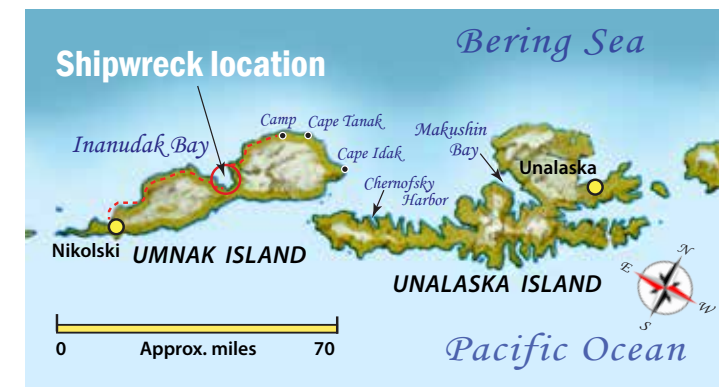 Bering Sea
Shipwreck location
Camp
Cape Tanak
Makushin
Bay
Inanudak Bay
Unalaska
Cape Idak
Chernofsky
Harbor
Nikolski
UMNAK ISLAND
UNALASKA ISLAND
N
E
W
S
0 Approx. miles 70
Pacific Ocean